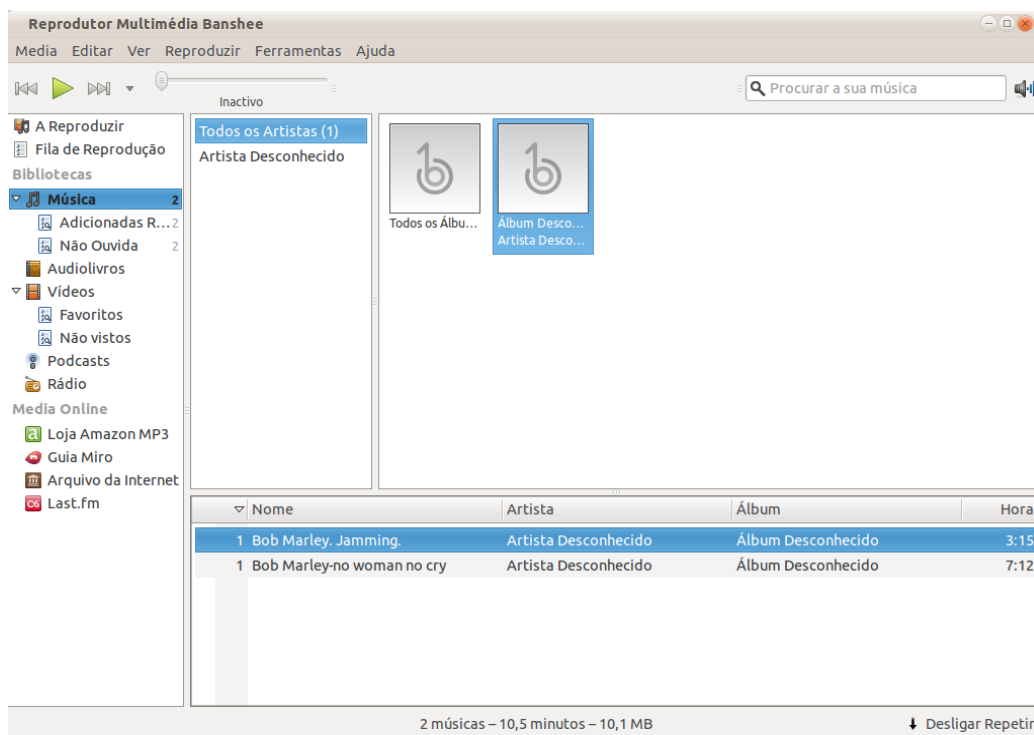 Reprodutor Multimédia Banshee
Media Editar Ver Reproduzir Ferramentas Ajuda
Inactivo
Procurar a sua música
A Reproduzir
Fila de Reprodução
Bibliotecas
Música 2
Adicionadas R... 2
Não Ouvida 2
Audiolivros
Vídeos
Favoritos
Não vistos
Podcasts
Rádio
Media Online
Loja Amazon MP3
Guia Miro
Arquivo da Internet
Last.fm
Todos os Artistas (1)
Artista Desconhecido
Todos os Álbu...
Álbum Desco...
Artista Desco...
Nome Artista Álbum Hora
1 Bob Marley. Jamming. Artista Desconhecido Álbum Desconhecido 3:15
1 Bob Marley-no woman no cry Artista Desconhecido Álbum Desconhecido 7:12
2 músicas – 10,5 minutos – 10,1 MB
Desligar Repetir